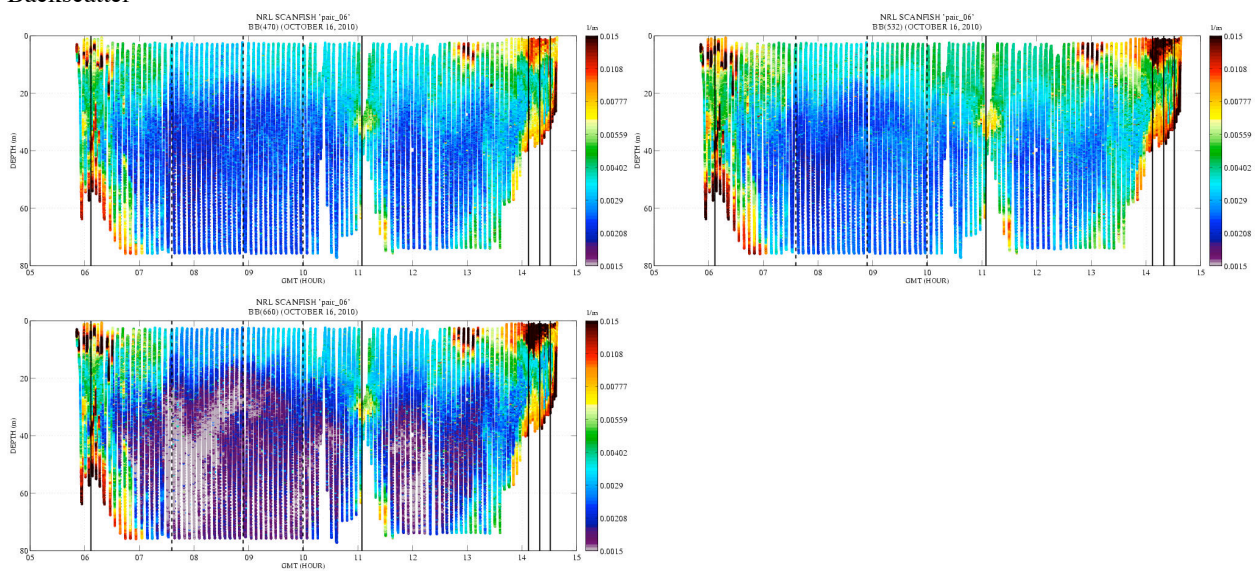 Backscatter
NRL SCANFISH 'pair_06'
BB(470) (OCTOBER 16, 2010)
1/m
0
20
40
60
80
DEPTH (m)
05 06 07 08 09 10 11 12 13 14 15
GMT (HOUR)
0.015
0.0108
0.00777
0.00559
0.00402
0.0029
0.00208
0.0015
NRL SCANFISH 'pair_06'
BB(532) (OCTOBER 16, 2010)
1/m
0
20
40
60
80
DEPTH (m)
05 06 07 08 09 10 11 12 13 14 15
GMT (HOUR)
0.015
0.0108
0.00777
0.00559
0.00402
0.0029
0.00208
0.0015
NRL SCANFISH 'pair_06'
BB(660) (OCTOBER 16, 2010)
1/m
0
20
40
60
80
DEPTH (m)
05 06 07 08 09 10 11 12 13 14 15
GMT (HOUR)
0.015
0.0108
0.00777
0.00559
0.00402
0.0029
0.00208
0.0015